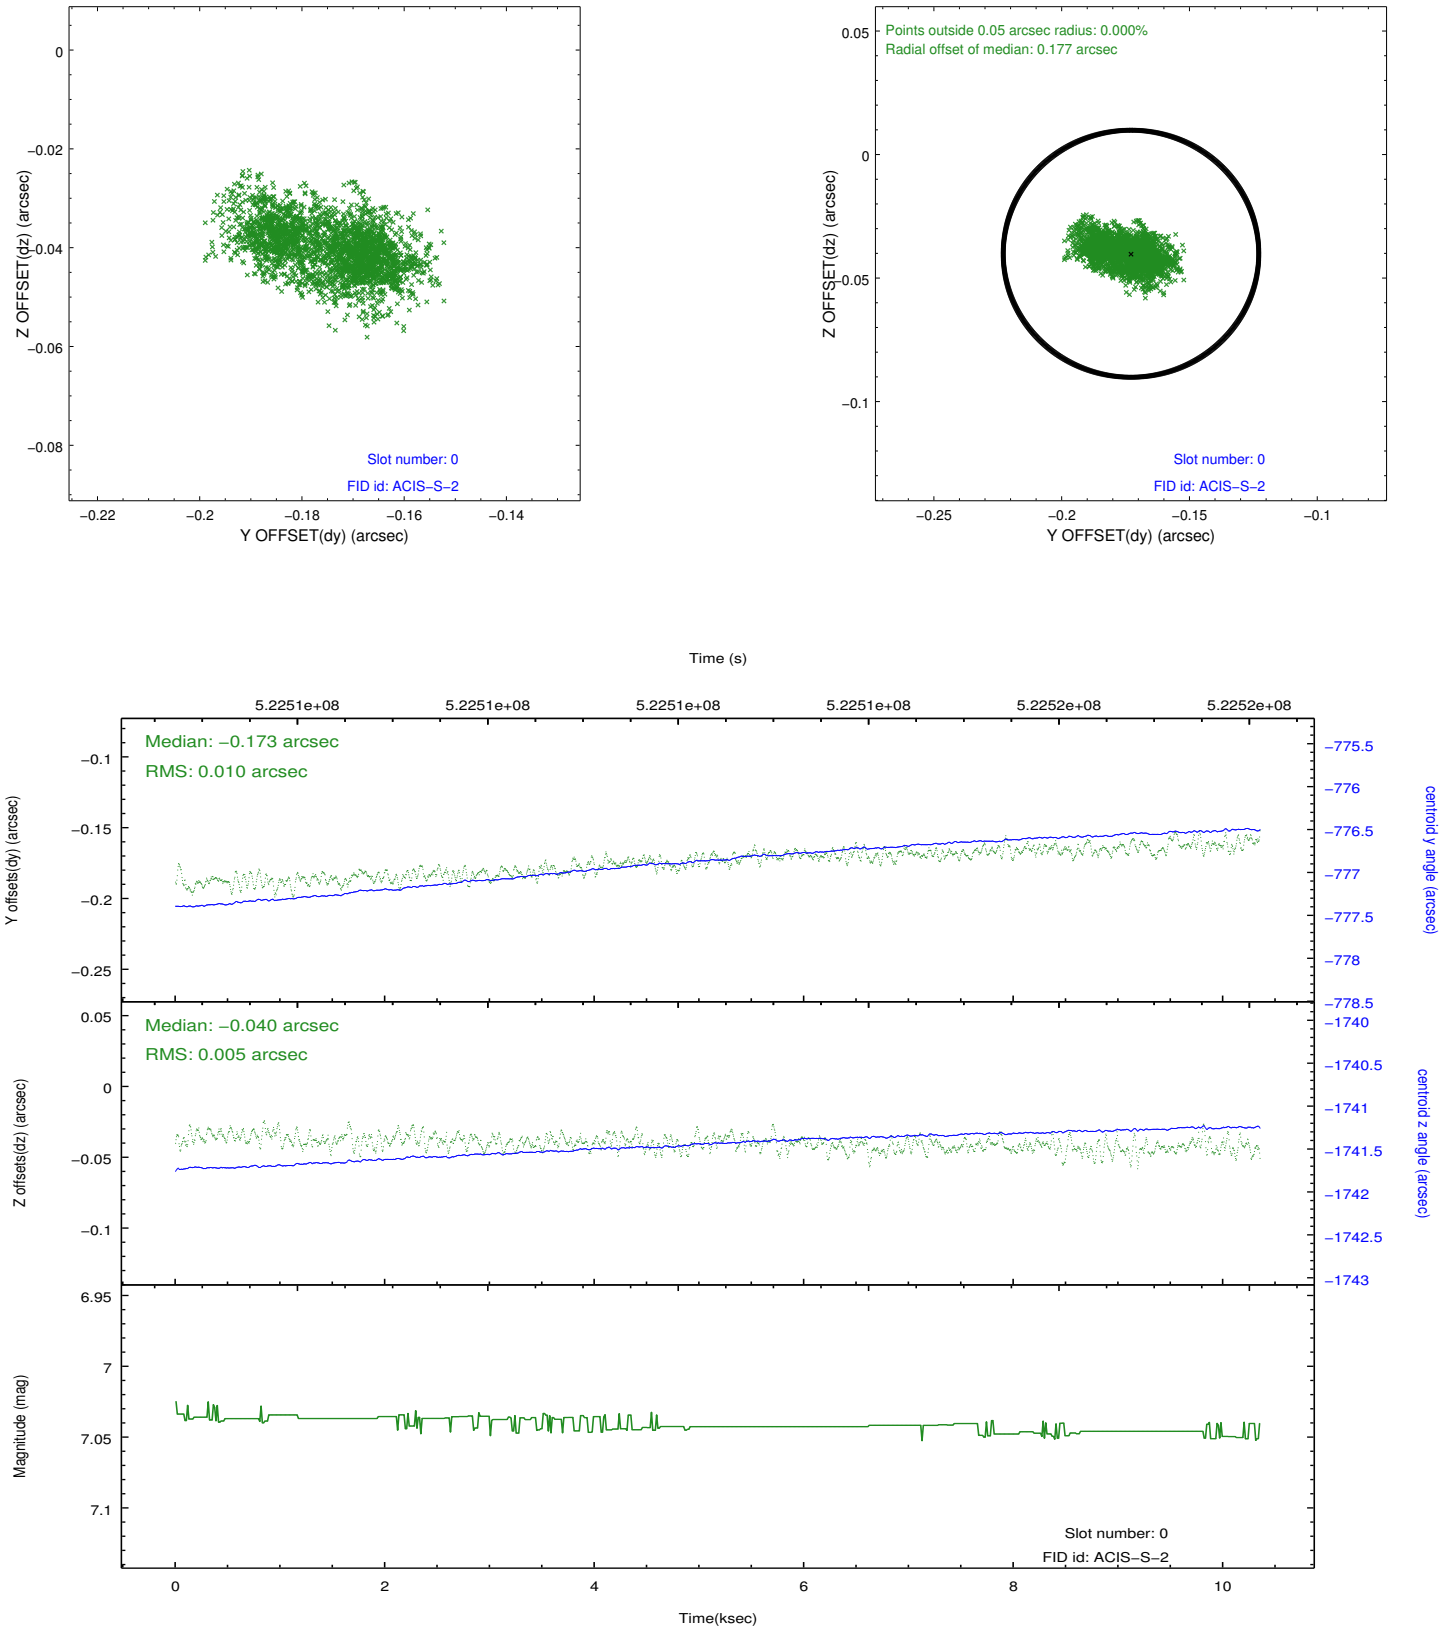 0
−0.02
−0.04
−0.06
−0.08
Z OFFSET(dz) (arcsec)
Slot number: 0
FID id: ACIS−S−2
−0.22
−0.2
−0.18
−0.16
−0.14
Y OFFSET(dy) (arcsec)
Points outside 0.05 arcsec radius: 0.000%
Radial offset of median: 0.177 arcsec
0.05
0
−0.05
−0.1
Z OFFSET(dz) (arcsec)
Slot number: 0
FID id: ACIS−S−2
−0.25
−0.2
−0.15
−0.1
Y OFFSET(dy) (arcsec)
Time (s)
5.2251e+08
5.2251e+08
5.2251e+08
5.2251e+08
5.2252e+08
5.2252e+08
Median: −0.173 arcsec
RMS: 0.010 arcsec
−0.1
−0.15
−0.2
−0.25
Y offsets(dy) (arcsec)
−775.5
−776
−776.5
−777
−777.5
−778
−778.5
centroid y angle (arcsec)
Median: −0.040 arcsec
RMS: 0.005 arcsec
0.05
0
−0.05
−0.1
Z offsets(dz) (arcsec)
−1740
−1740.5
−1741
−1741.5
−1742
−1742.5
−1743
centroid z angle (arcsec)
6.95
7
7.05
7.1
Magnitude (mag)
Slot number: 0
FID id: ACIS−S−2
0
2
4
6
8
10
Time(ksec)